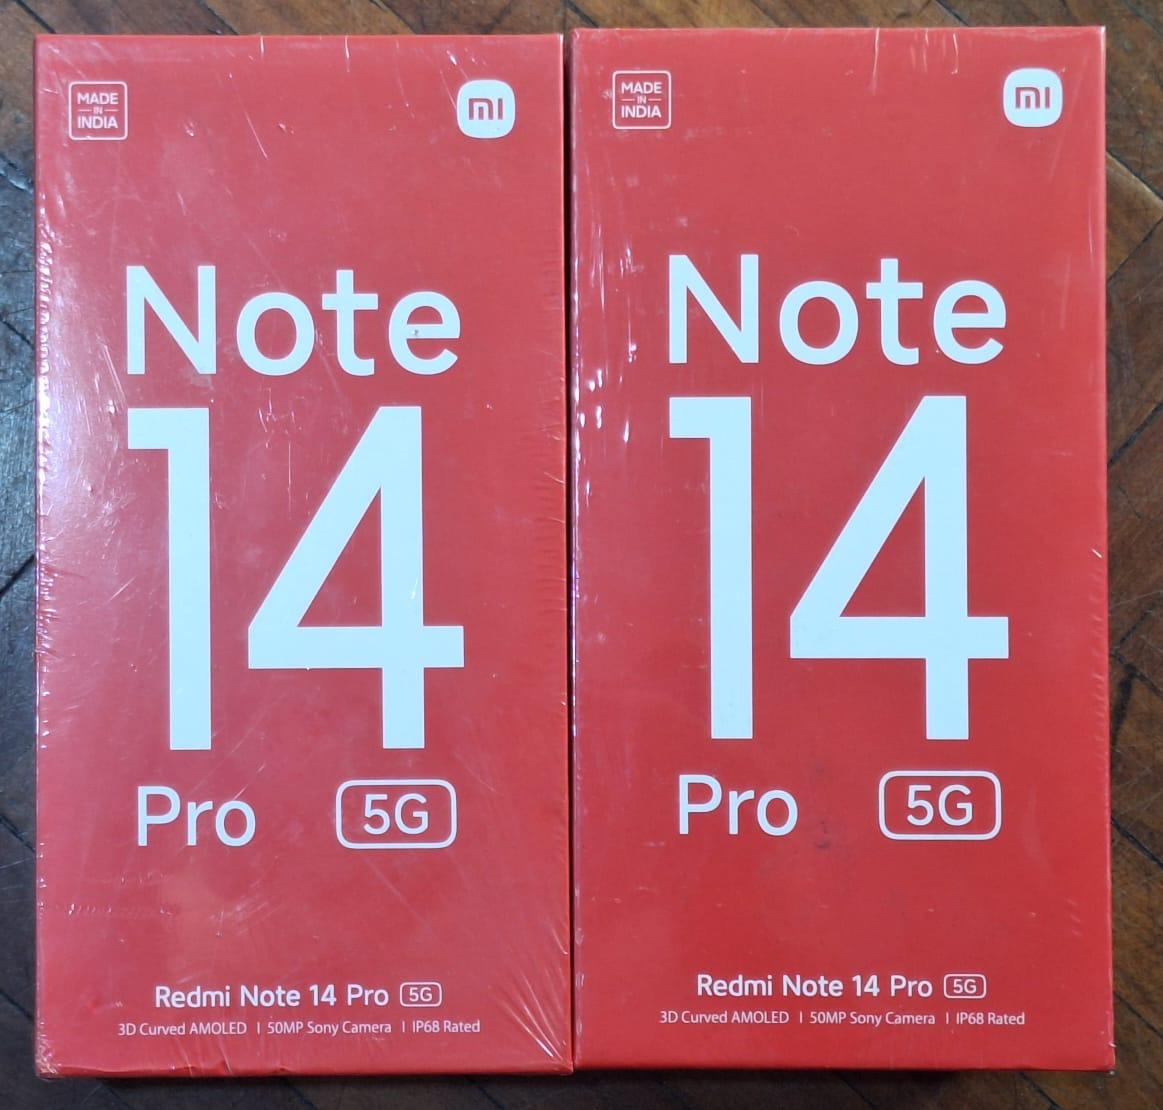 MADE
IN
INDIA
mi
Note
14
Pro 5G
Redmi Note 14 Pro 5G
3D Curved AMOLED | 50MP Sony Camera | IP68 Rated
MADE
IN
INDIA
mi
Note
14
Pro 5G
Redmi Note 14 Pro 5G
3D Curved AMOLED | 50MP Sony Camera | IP68 Rated